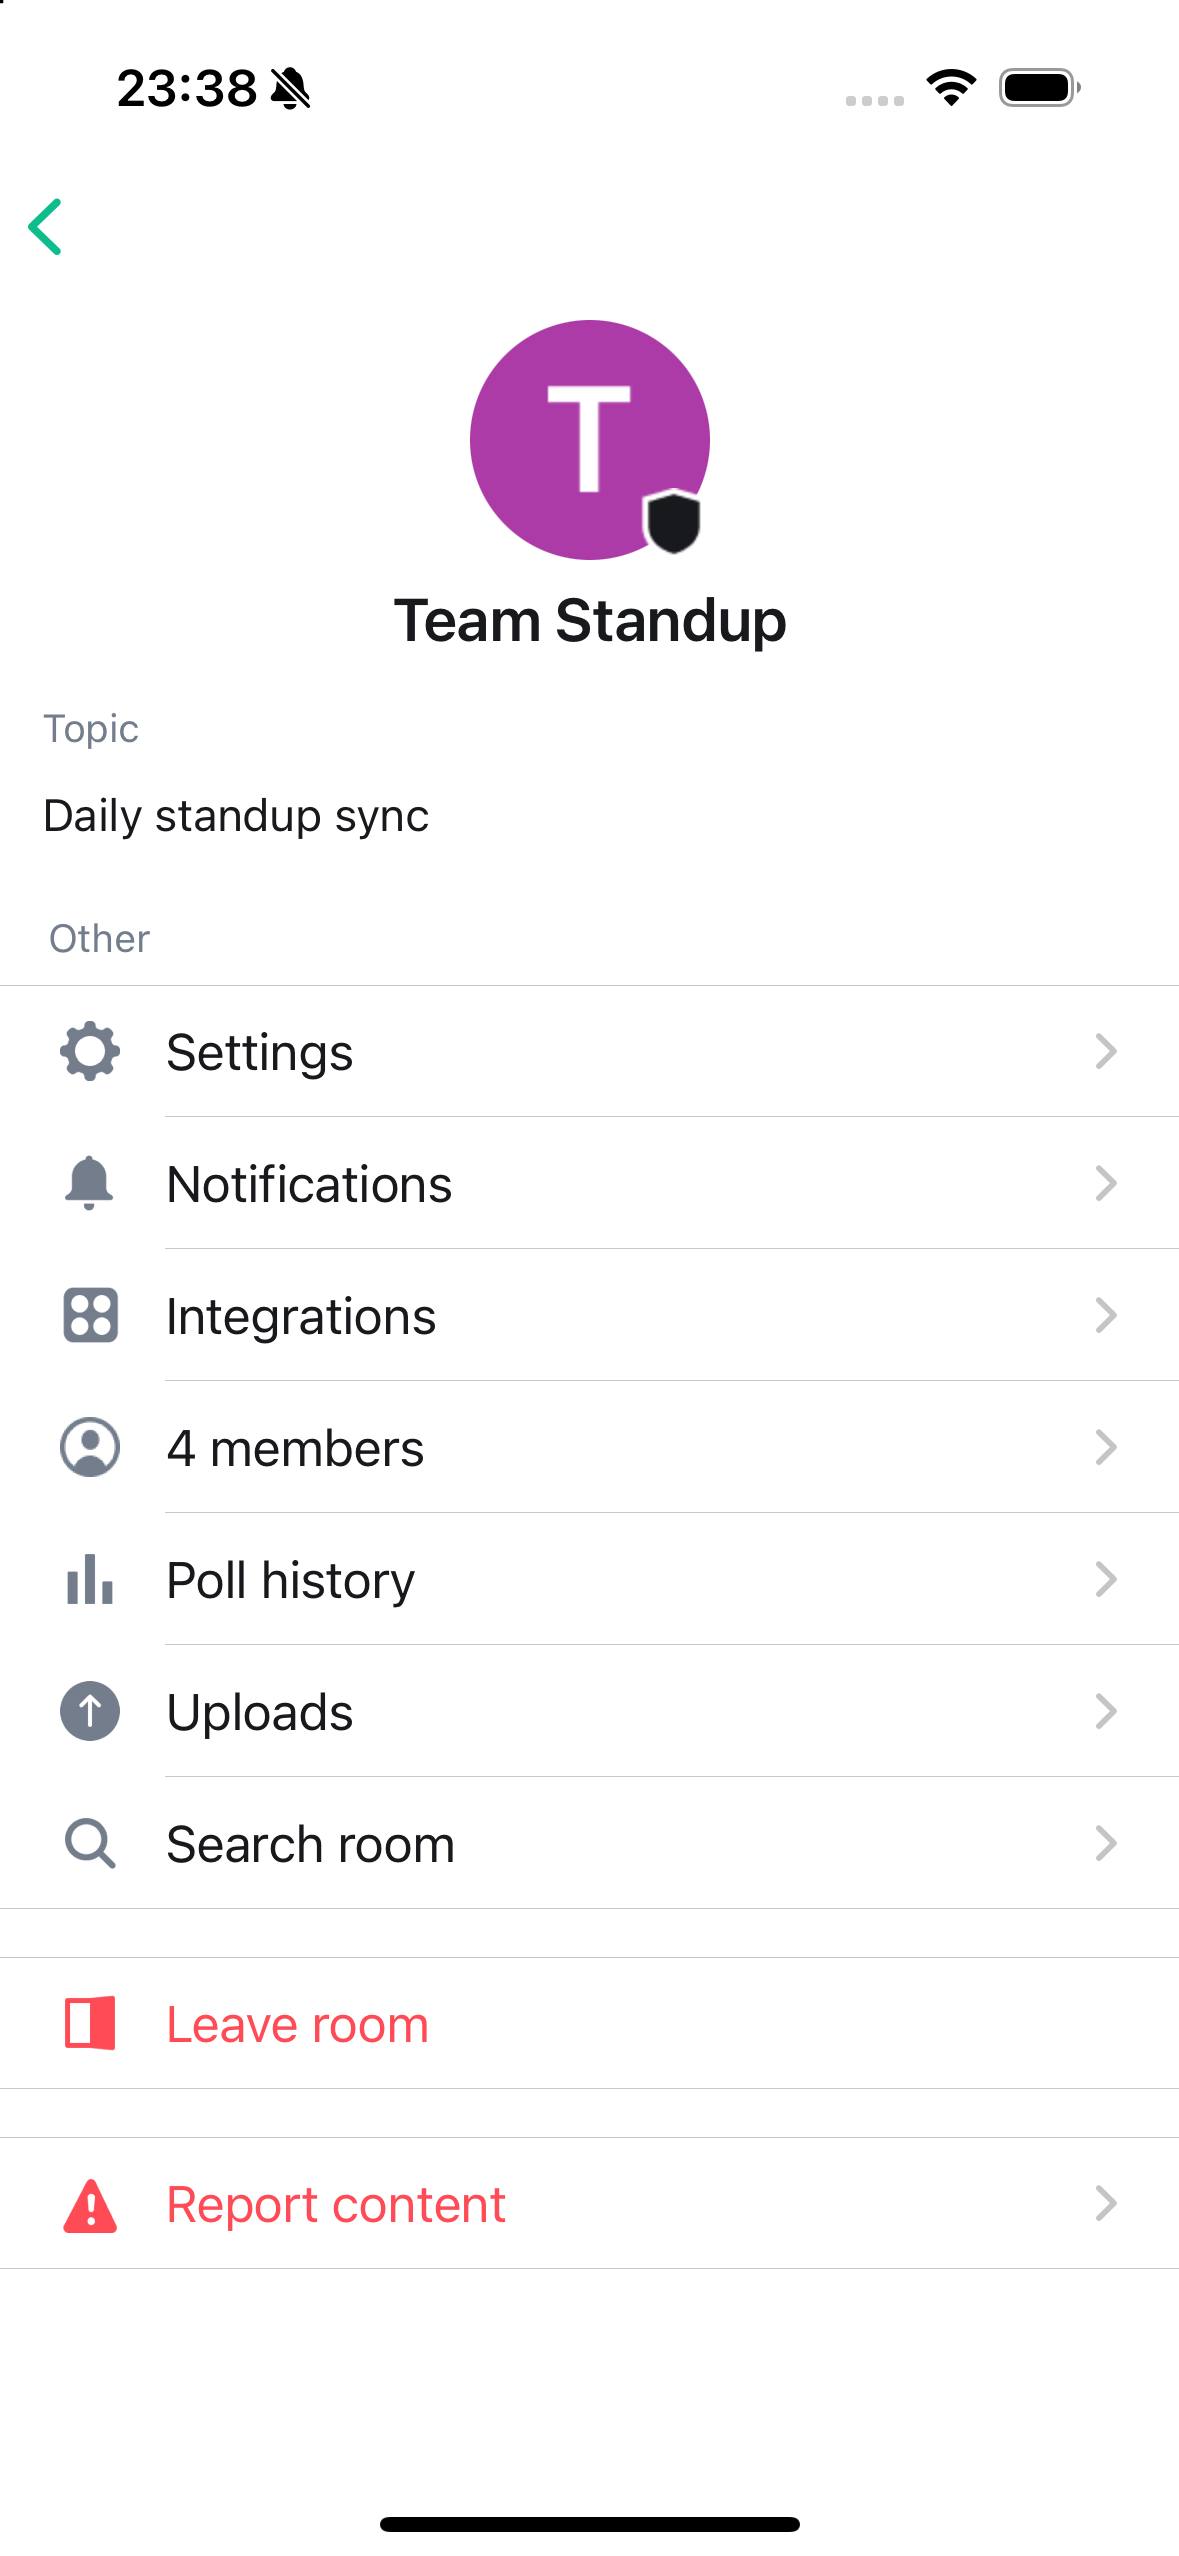 23:38
T
Team Standup
Topic
Daily standup sync
Other
Settings
Notifications
Integrations
4 members
Poll history
Uploads
Search room
Leave room
Report content